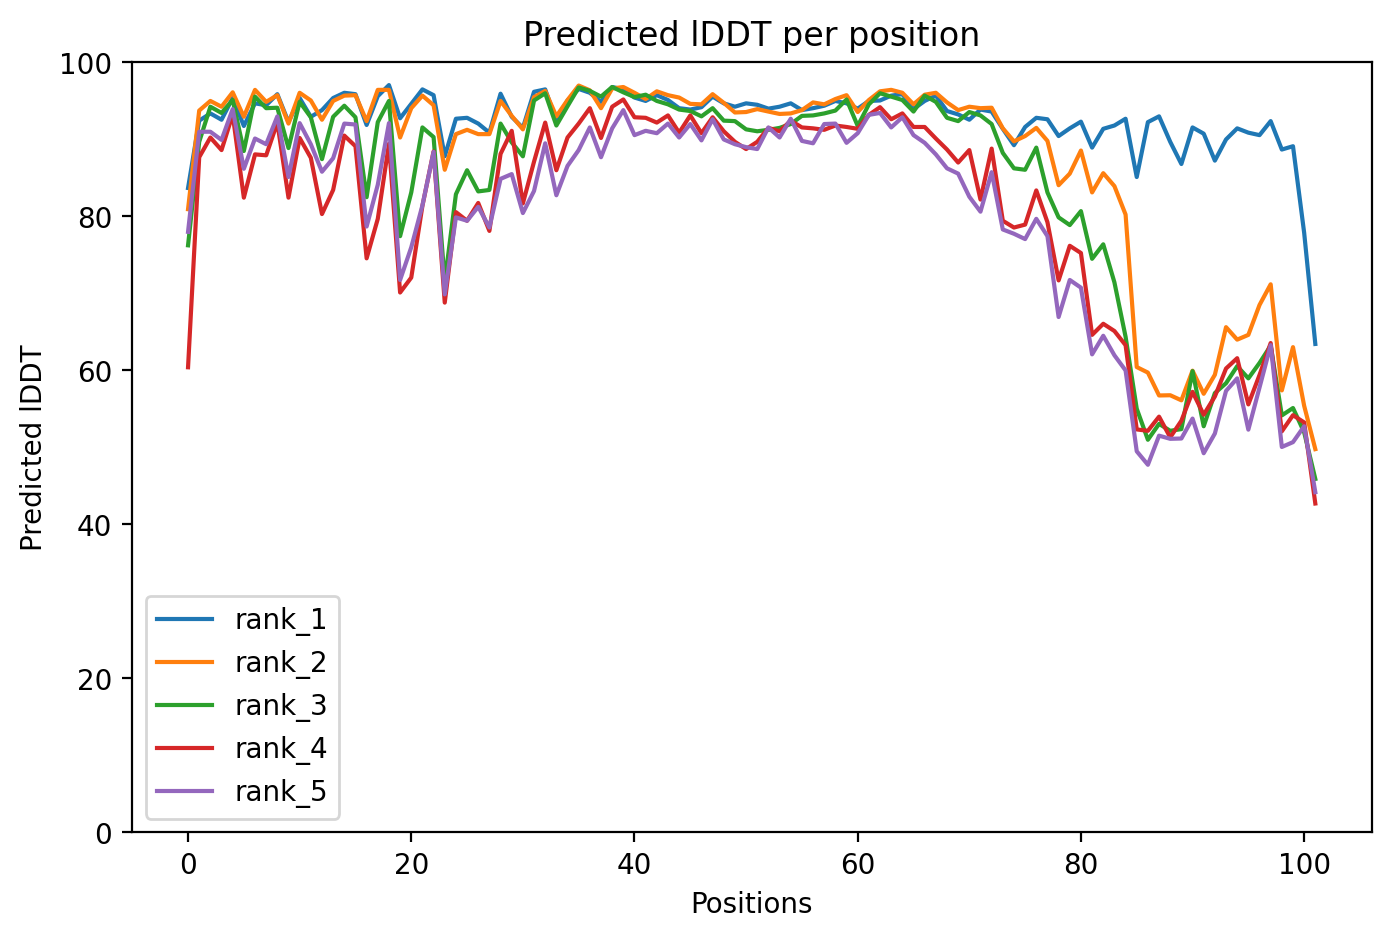 Predicted lDDT per position
100
80
60
40
20
0
Predicted lDDT
0 20 40 60 80 100
Positions
rank_1
rank_2
rank_3
rank_4
rank_5